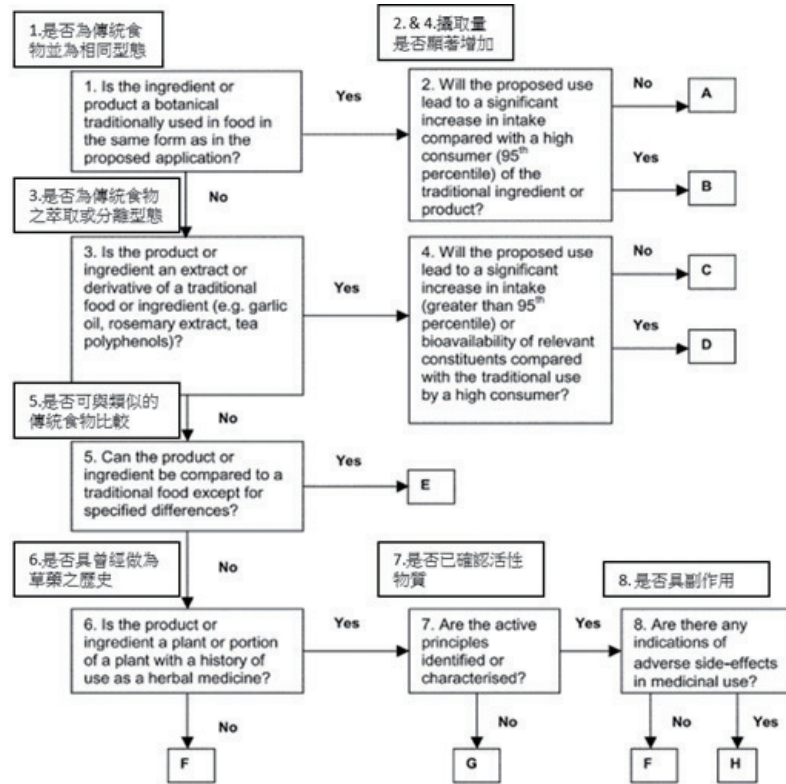 1.是否為傳統食
物並為相同型態
2. & 4.攝取量
是否顯著增加
1. Is the ingredient or
product a botanical
traditionally used in food in
the same form as in the
proposed application?
Yes
2. Will the proposed use
lead to a significant
increase in intake
compared with a high
consumer (95th
percentile) of the
traditional ingredient or
product?
No
A
Yes
B
No
3.是否為傳統食物
之萃取或分離型態
3. Is the product or
ingredient an extract or
derivative of a traditional
food or ingredient (e.g. garlic
oil, rosemary extract, tea
polyphenols)?
Yes
4. Will the proposed use
lead to a significant
increase in intake
(greater than 95th
percentile) or
bioavailability of relevant
constituents compared
with the traditional use
by a high consumer?
No
C
Yes
D
5.是否可與類似的
傳統食物比較
No
5. Can the product or
ingredient be compared to a
traditional food except for
specified differences?
Yes
E
No
6.是否具曾經做為
草藥之歷史
7.是否已確認活性
物質
8.是否具副作用
6. Is the product or
ingredient a plant or portion
of a plant with a history of
use as a herbal medicine?
Yes
7. Are the active
principles
identified or
characterised?
Yes
8. Are there any
indications of
adverse side-effects
in medicinal use?
No
F
No
G
No
F
Yes
H